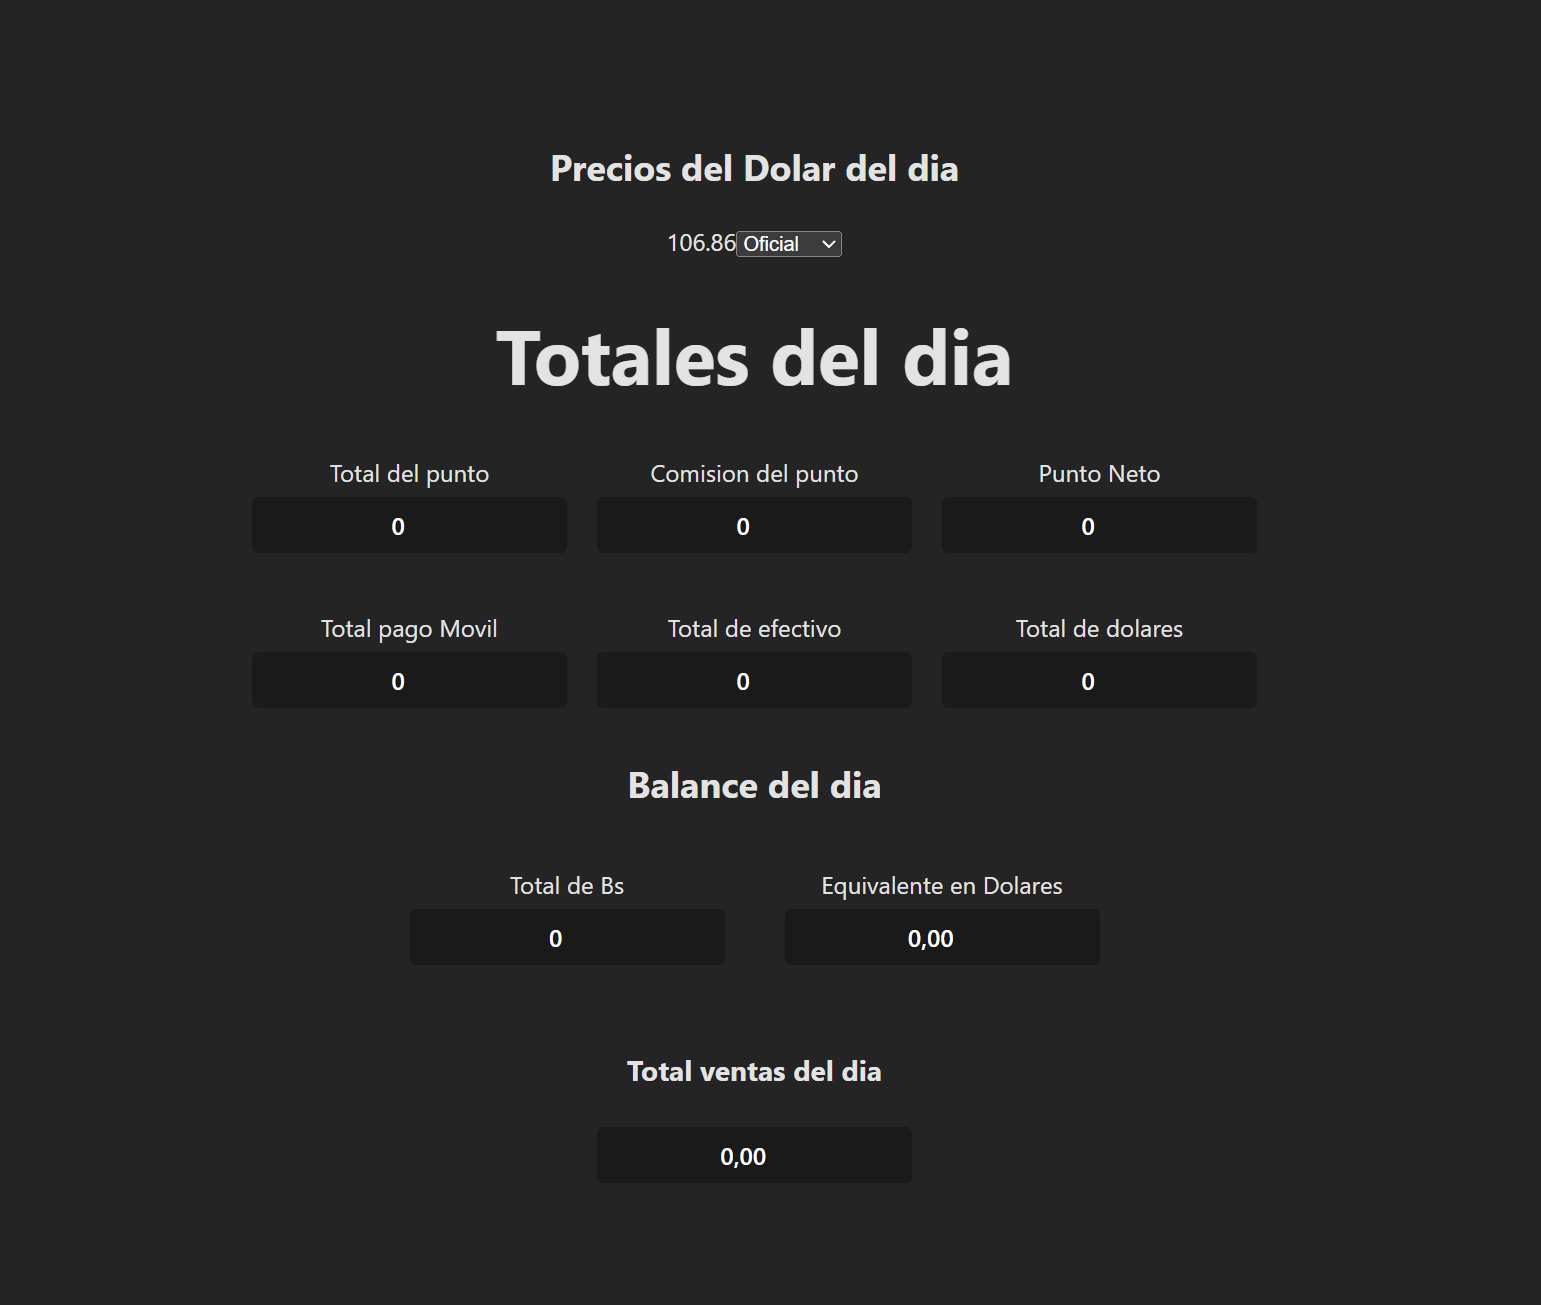 Precios del Dolar del dia
106.86 Oficial
Totales del dia
Total del punto Comision del punto Punto Neto
0 0 0
Total pago Movil Total de efectivo Total de dolares
0 0 0
Balance del dia
Total de Bs Equivalente en Dolares
0 0,00
Total ventas del dia
0,00